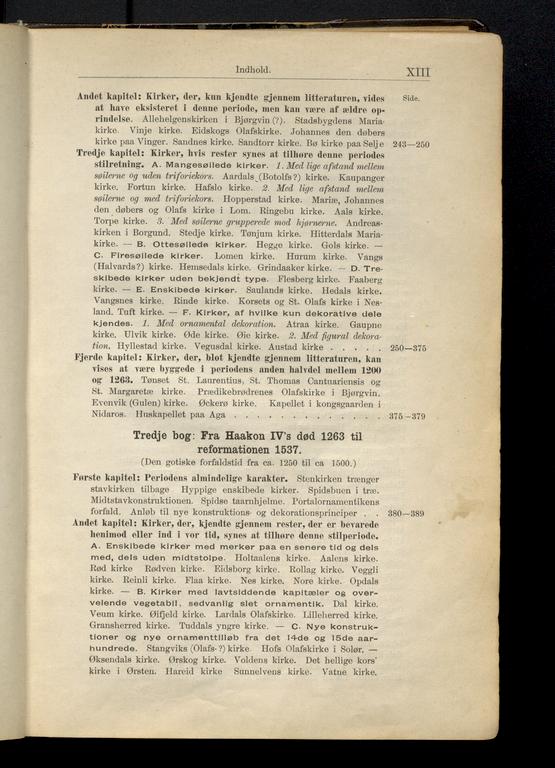 Indhold.
XIII
Side.
Andet kapitel: Kirker, der, kun kjendte gjennem litteraturen, vides
at have eksisteret i denne periode, men kan være af ældre op-
rindelse. Allehelgenskirken i Bjørgvin (?). Stadsbygdens Maria-
kirke. Vinje kirke. Eidskogs Olafskirke. Johannes den døbers
kirke paa Vinger. Sandnes kirke. Sandtorr kirke. Bø kirke paa Selje 243—250
Tredje kapitel: Kirker, hvis rester synes at tilhøre denne periodes
stilretning. A. Mangesøilede kirker. 1. Med lige afstand mellem
søilerne og uden triforiekors. Aardals (Botolfs?) kirke. Kaupanger
kirke. Fortun kirke. Hafslo kirke. 2. Med lige afstand mellem
søilerne og med triforiekors. Hopperstad kirke. Mariæ, Johannes
den døbers og Olafs kirke i Lom. Ringebu kirke. Aals kirke.
Torpe kirke. 3. Med søilerne grupperede mod hjørnerne. Andreas-
kirken i Borgund. Stedje kirke. Tønjum kirke. Hitterdals Maria-
kirke. — B. Ottesøilede kirker. Hegge kirke. Gols kirke. —
C. Firesøilede kirker. Lomen kirke. Hurum kirke. Vangs
(Halvards?) kirke. Hemsedals kirke. Grindaaker kirke. — D. Tre-
skibede kirker uden bekjendt type. Flesberg kirke. Faaberg
kirke. — E. Enskibede kirker. Saulands kirke. Hedals kirke.
Vangsnes kirke. Rinde kirke. Korsets og St. Olafs kirke i Nes-
land. Tuft kirke. — F. Kirker, af hvilke kun dekorative dele
kjendes. 1. Med ornamental dekoration. Atraa kirke. Gaupne
kirke. Ulvik kirke. Øde kirke. Øie kirke. 2. Med figural dekora-
tion. Hyllestad kirke. Vegusdal kirke. Austad kirke . . . . . 250—375
Fjerde kapitel: Kirker, der, blot kjendte gjennem litteraturen, kan
vises at være byggede i periodens anden halvdel mellem 1200
og 1263. Tønset St. Laurentius, St. Thomas Cantuariensis og
St. Margaretæ kirke. Prædikebrødrenes Olafskirke i Bjørgvin.
Evenvik (Gulen) kirke. Øckerø kirke. Kapellet i kongsgaarden i
Nidaros. Huskapellet paa Aga . . . . . . . . . . . . . 375—379
Tredje bog: Fra Haakon IV's død 1263 til
reformationen 1537.
(Den gotiske forfaldstid fra ca. 1250 til ca 1500.)
Første kapitel: Periodens almindelige karakter. Stenkirken trænger
stavkirken tilbage Hyppige enskibede kirker. Spidsbuen i træ.
Midtstavkonstruktionen. Spidse taarnhjelme. Portalornamentikens
forfald. Anløb til nye konstruktions- og dekorationsprinciper . . 380—389
Andet kapitel: Kirker, der, kjendte gjennem rester, der er bevarede
henimod eller ind i vor tid, synes at tilhøre denne stilperiode.
A. Enskibede kirker med merker paa en senere tid og dels
med, dels uden midtstolpe. Holtaalens kirke. Aalens kirke.
Rød kirke Rødven kirke. Eidsborg kirke. Rollag kirke. Veggli
kirke. Reinli kirke. Flaa kirke. Nes kirke. Nore kirke. Opdals
kirke. — B. Kirker med lavtsiddende kapitæler og over-
velende vegetabil, sedvanlig slet ornamentik. Dal kirke.
Veum kirke. Øifjeld kirke. Lardals Olafskirke. Lilleherred kirke.
Gransherred kirke. Tuddals yngre kirke. — C. Nye konstruk-
tioner og nye ornamenttilløb fra det 14de og 15de aar-
hundrede. Stangviks (Olafs-?) kirke Hofs Olafskirke i Solør. —
Øksendals kirke. Ørskog kirke. Voldens kirke. Det hellige kors'
kirke i Ørsten. Hareid kirke Sunnelvens kirke. Vatne kirke.